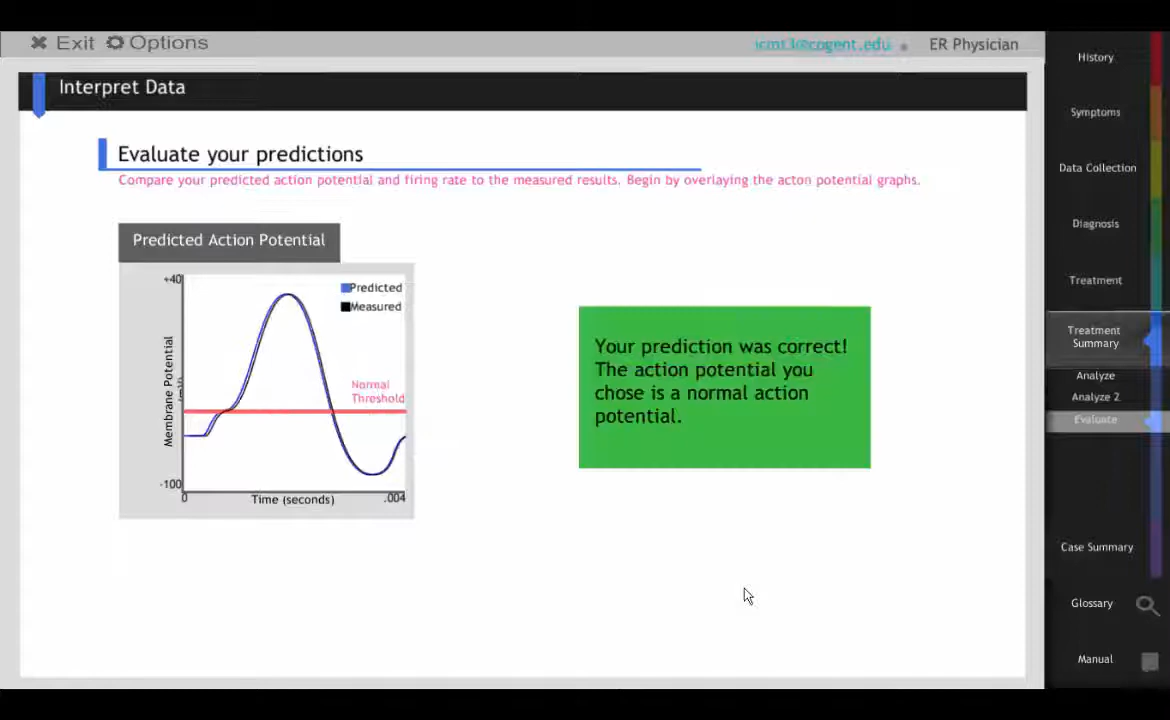 Exit Options
ER Physician
Interpret Data
Evaluate your predictions
Compare your predicted action potential and firing rate to the measured results. Begin by overlaying the acton potential graphs.
Predicted Action Potential
+40
Predicted
Measured
Normal
Threshold
Membrane Potential
-100
0
Time (seconds)
.004
Your prediction was correct!
The action potential you
chose is a normal action
potential.
History
Symptoms
Data Collection
Diagnosis
Treatment
Treatment
Summary
Analyze
Analyze 2
Evaluate
Case Summary
Glossary
Manual